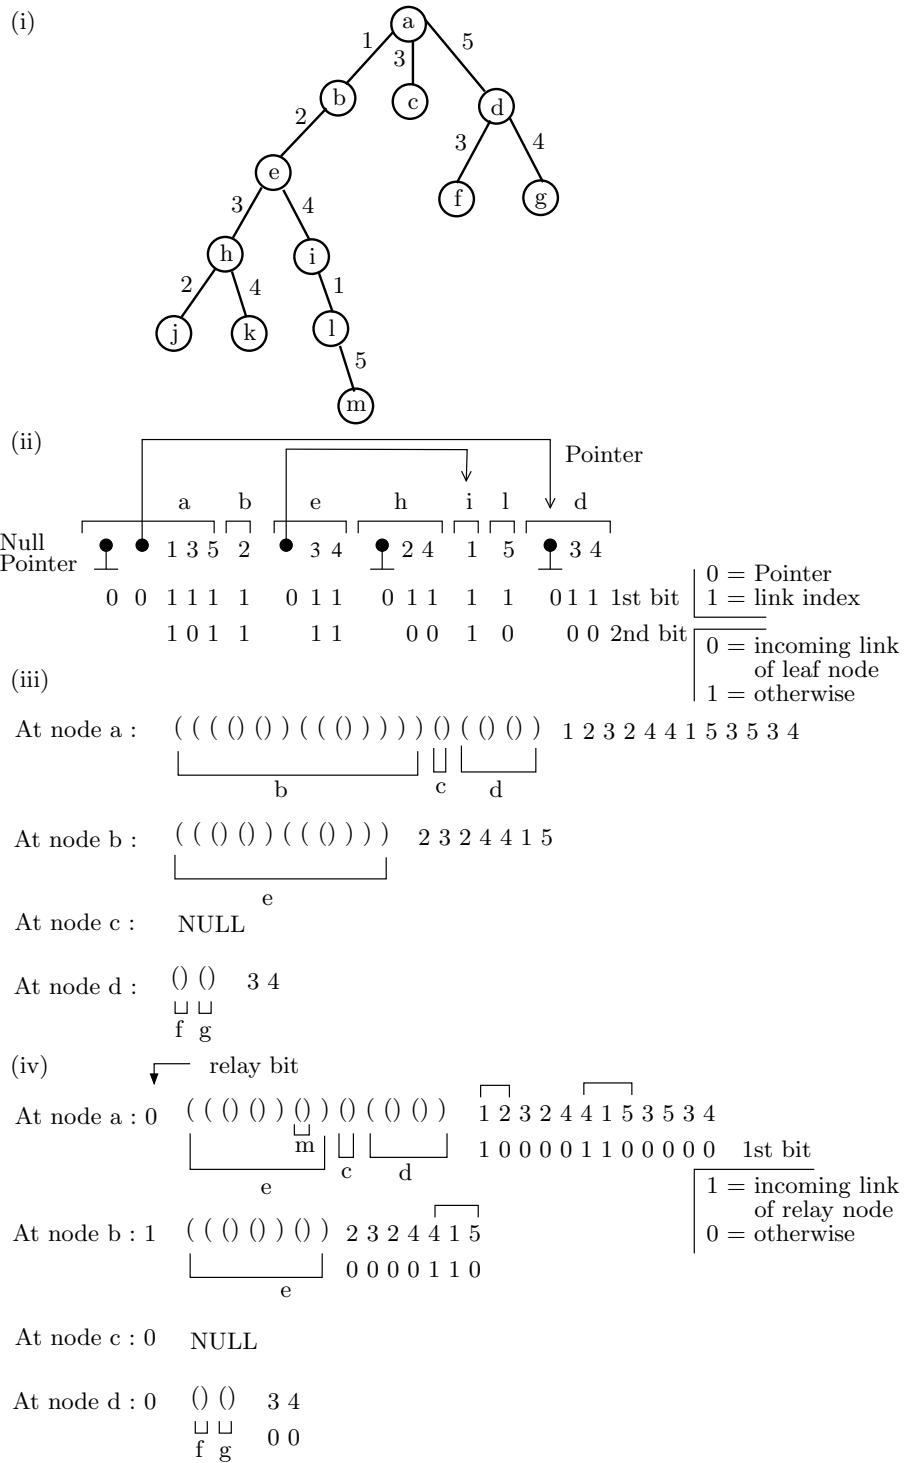 (i)
a
1 3 5
b c d
2 3 4
e f g
3 4
h i
2 4 1
j k l
5
m
(ii)
Pointer
a b e h i l d
Null 1 3 5 2 3 4 2 4 1 5 3 4
Pointer
0 = Pointer
0 0 1 1 1 1 0 1 1 0 1 1 1 1 0 1 1 1st bit 1 = link index
1 0 1 1 1 1 0 0 1 0 0 0 2nd bit 0 = incoming link
of leaf node
(iii) 1 = otherwise
At node a : ( ( ( () () ) ( ( () ) ) ) ) () ( () () ) 1 2 3 2 4 4 1 5 3 5 3 4
b c d
At node b : ( ( () () ) ( ( () ) ) ) 2 3 2 4 4 1 5
e
At node c : NULL
At node d : () () 3 4
f g
(iv) relay bit
At node a : 0 ( ( () () ) () ) () ( () () ) 1 2 3 2 4 4 1 5 3 5 3 4
m 1 0 0 0 0 1 1 0 0 0 0 0 1st bit
e c d
1 = incoming link
of relay node
At node b : 1 ( ( () () ) () ) 2 3 2 4 4 1 5 0 = otherwise
0 0 0 0 1 1 0
e
At node c : 0 NULL
At node d : 0 () () 3 4
f g 0 0